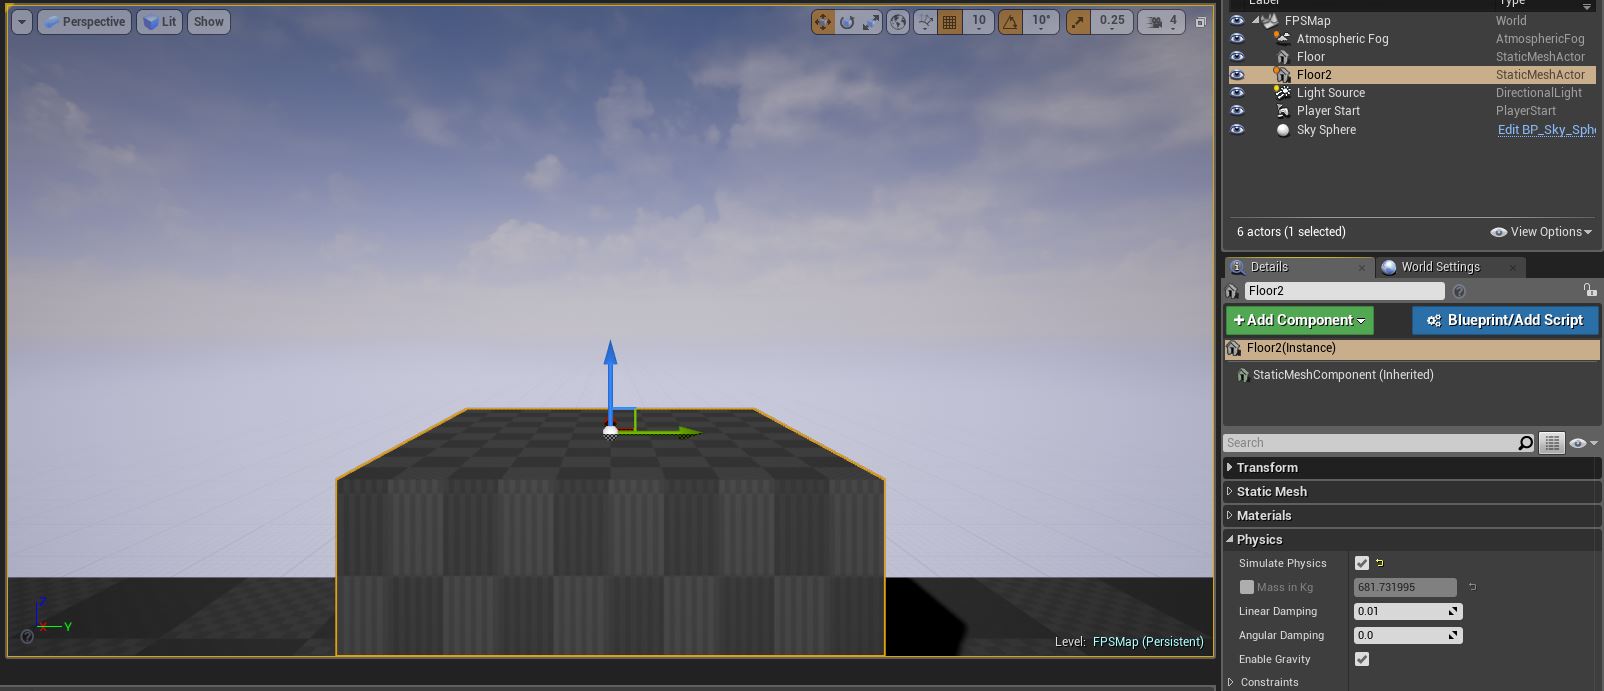 Perspective Lit Show 10 10° 0.25 4
Label Type
FPSMap World
Atmospheric Fog AtmosphericFog
Floor StaticMeshActor
Floor2 StaticMeshActor
Light Source DirectionalLight
Player Start PlayerStart
Sky Sphere Edit BP_Sky_Sph
6 actors (1 selected) View Options
Details World Settings
Floor2
+Add Component Blueprint/Add Script
Floor2(Instance)
StaticMeshComponent (Inherited)
Search
Transform
Static Mesh
Materials
Physics
Simulate Physics
Mass in Kg 681.731995
Linear Damping 0.01
Angular Damping 0.0
Enable Gravity
Constraints
Z
X Y
Level: FPSMap (Persistent)